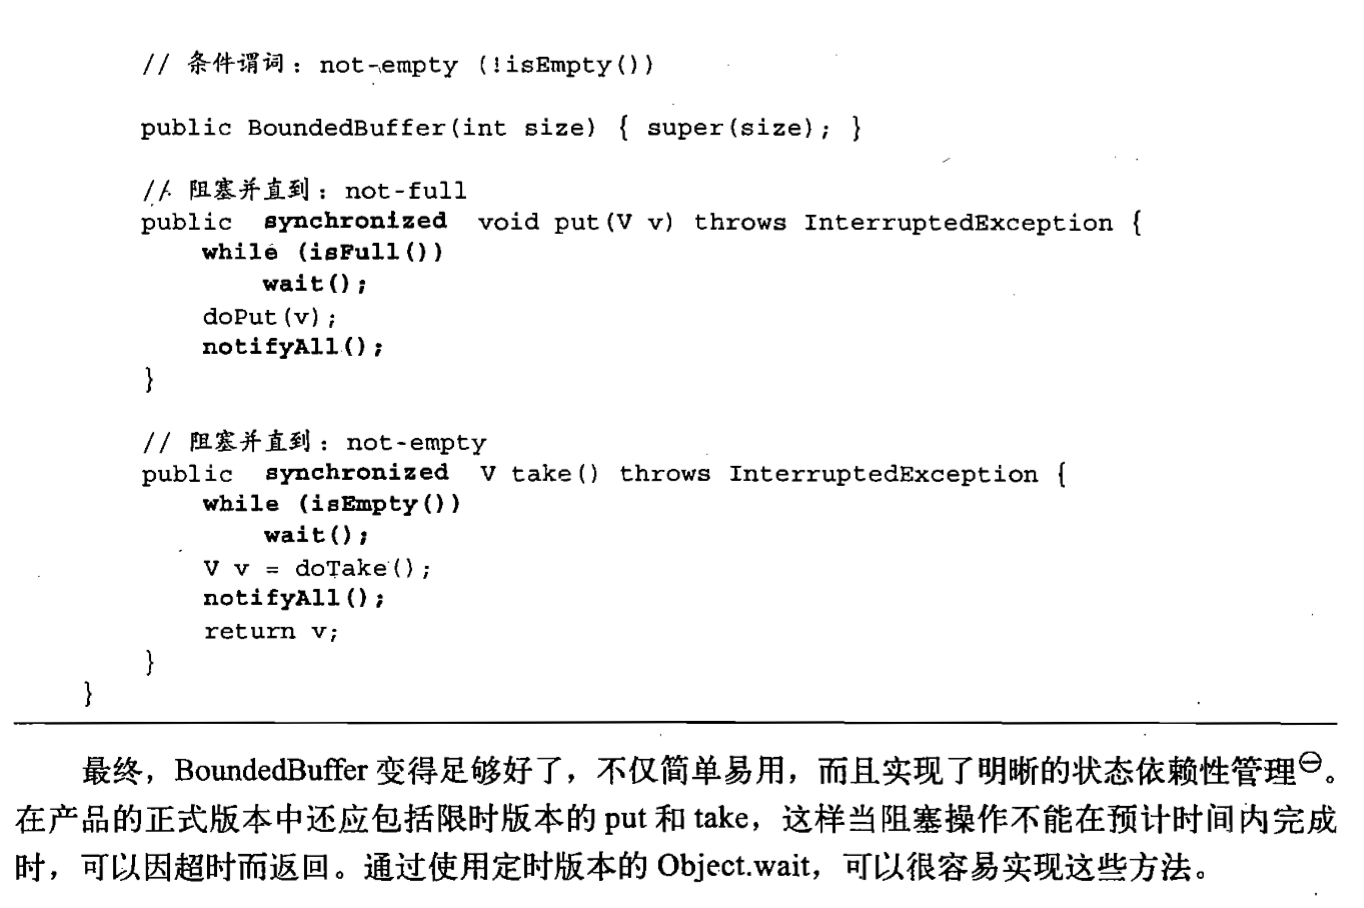 // 条件谓词：not-empty (!isEmpty())
public BoundedBuffer(int size) { super(size); }
// 阻塞并直到：not-full
public synchronized void put(V v) throws InterruptedException {
while (isFull())
wait();
doPut(v);
notifyAll();
}
// 阻塞并直到：not-empty
public synchronized V take() throws InterruptedException {
while (isEmpty())
wait();
V v = doTake();
notifyAll();
return v;
}
}
最终，BoundedBuffer 变得足够好了，不仅简单易用，而且实现了明晰的状态依赖性管理㊀。
在产品的正式版本中还应包括限时版本的 put 和 take，这样当阻塞操作不能在预计时间内完成
时，可以因超时而返回。通过使用定时版本的 Object.wait，可以很容易实现这些方法。